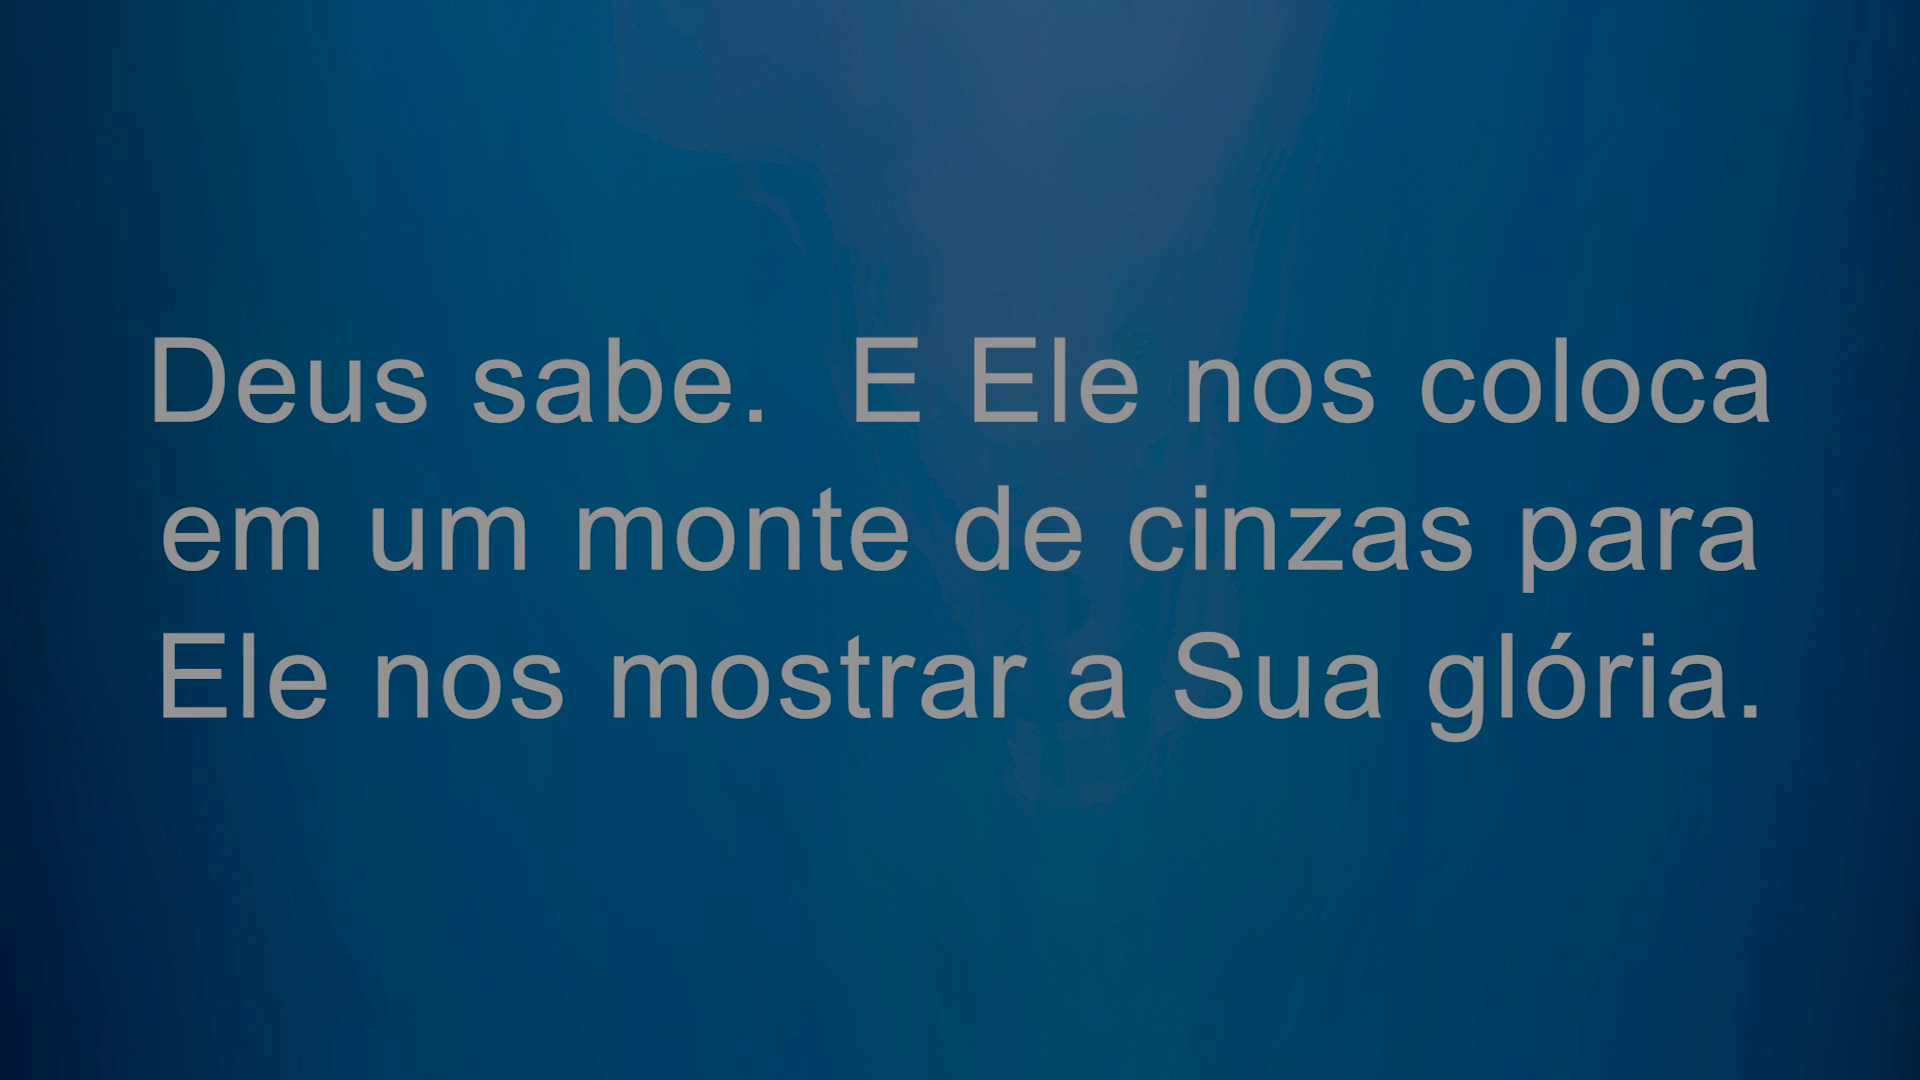 Deus sabe.  E Ele nos coloca
em um monte de cinzas para
Ele nos mostrar a Sua glória.